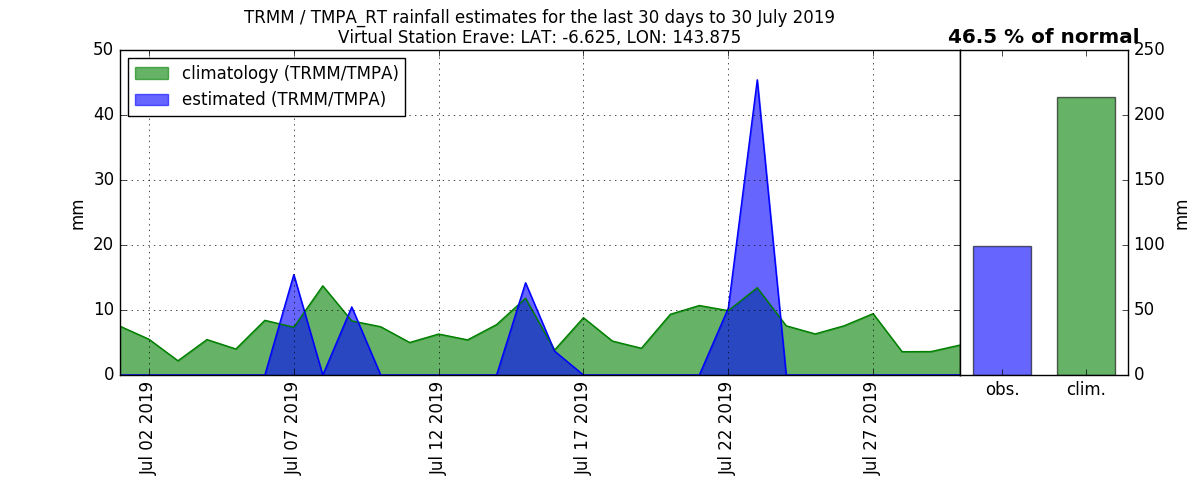 TRMM / TMPA_RT rainfall estimates for the last 30 days to 30 July 2019
Virtual Station Erave: LAT: -6.625, LON: 143.875
46.5 % of normal
climatology (TRMM/TMPA)
estimated (TRMM/TMPA)
50
40
30
20
10
0
mm
Jul 02 2019
Jul 07 2019
Jul 12 2019
Jul 17 2019
Jul 22 2019
Jul 27 2019
250
200
150
100
50
0
mm
obs.
clim.